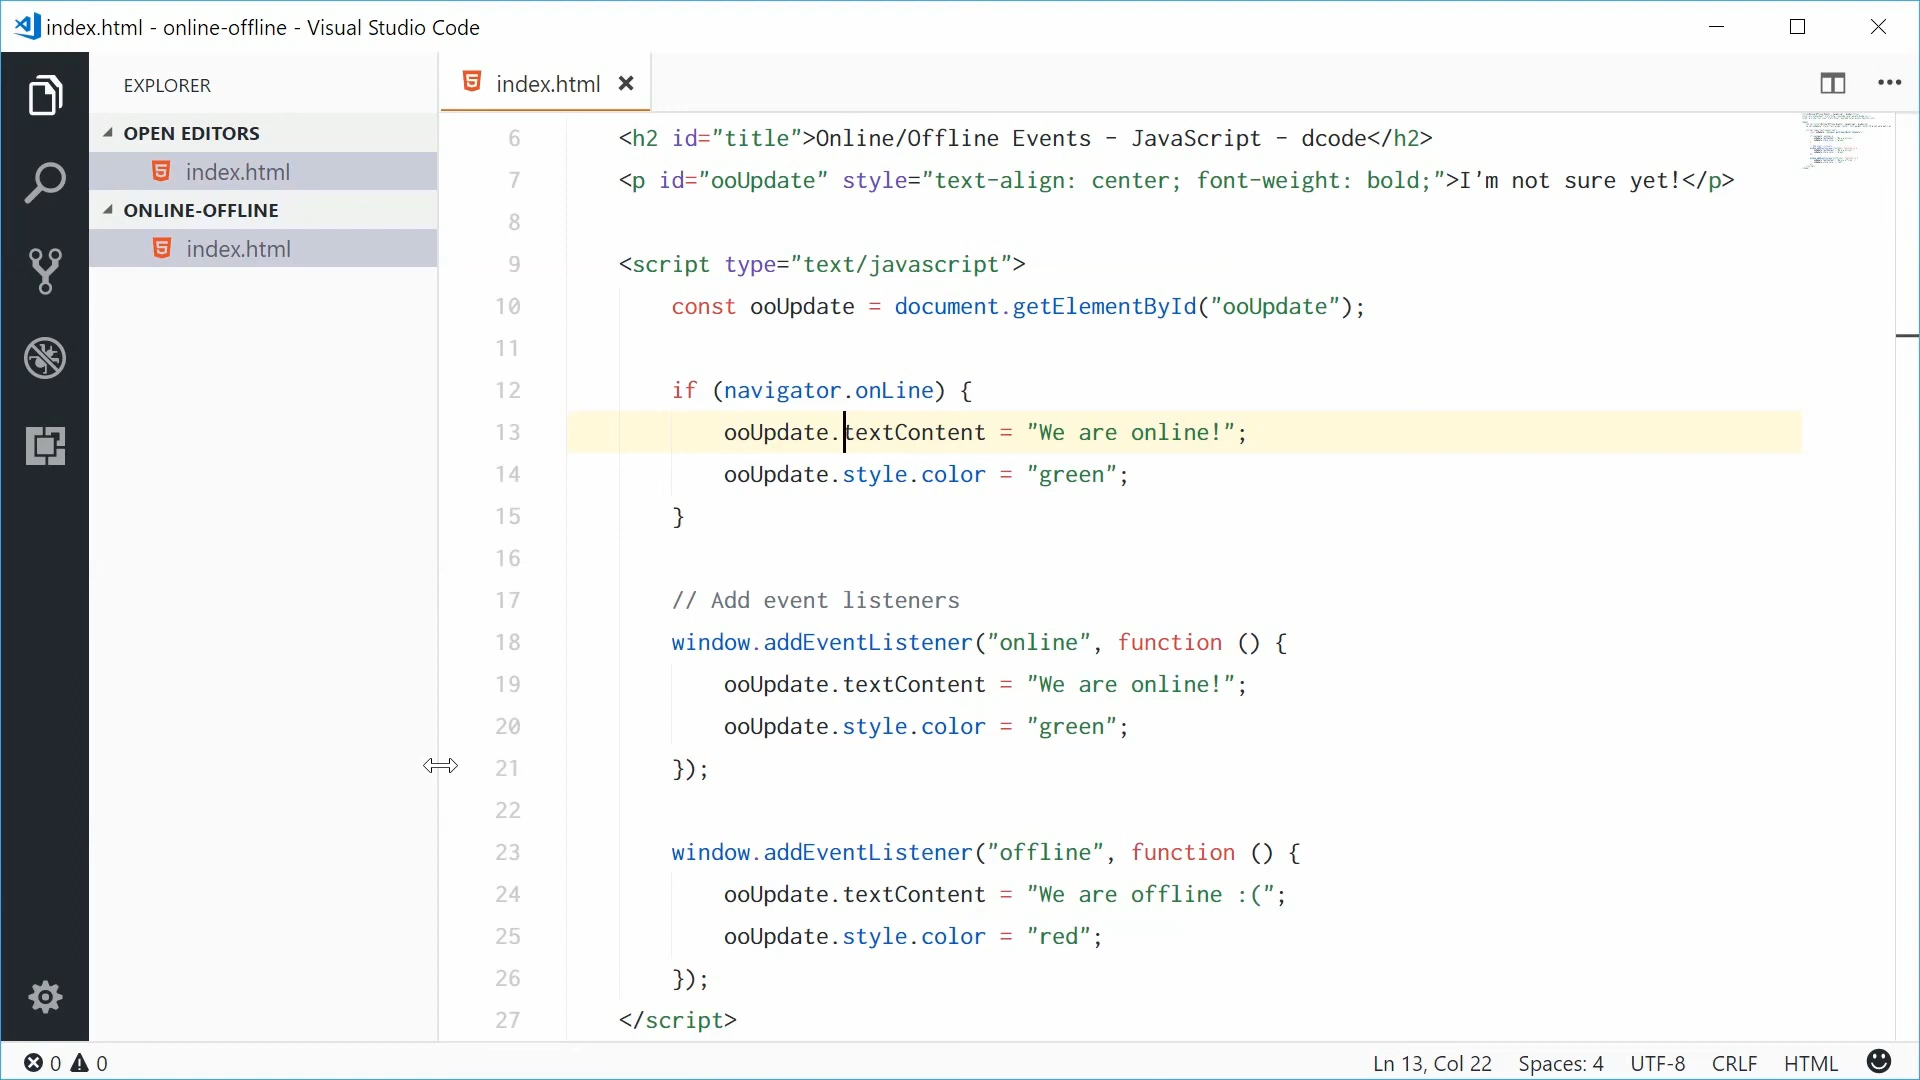 index.html - online-offline - Visual Studio Code
EXPLORER
OPEN EDITORS
index.html
ONLINE-OFFLINE
index.html
index.html
6 <h2 id="title">Online/Offline Events - JavaScript - dcode</h2>
7 <p id="ooUpdate" style="text-align: center; font-weight: bold;">I'm not sure yet!</p>
8
9 <script type="text/javascript">
10 const ooUpdate = document.getElementById("ooUpdate");
11
12 if (navigator.onLine) {
13 ooUpdate.textContent = "We are online!";
14 ooUpdate.style.color = "green";
15 }
16
17 // Add event listeners
18 window.addEventListener("online", function () {
19 ooUpdate.textContent = "We are online!";
20 ooUpdate.style.color = "green";
21 });
22
23 window.addEventListener("offline", function () {
24 ooUpdate.textContent = "We are offline :(";
25 ooUpdate.style.color = "red";
26 });
27 </script>
0 0
Ln 13, Col 22 Spaces: 4 UTF-8 CRLF HTML